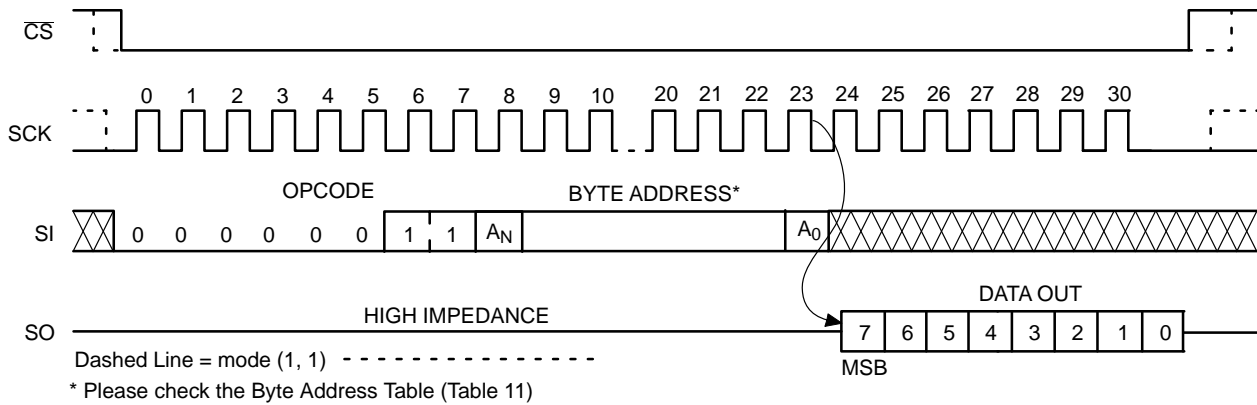 CS
0 1 2 3 4 5 6 7 8 9 10 20 21 22 23 24 25 26 27 28 29 30
SCK
OPCODE BYTE ADDRESS*
SI 0 0 0 0 0 0 1 1 AN A0
DATA OUT
HIGH IMPEDANCE
SO 7 6 5 4 3 2 1 0
Dashed Line = mode (1, 1) MSB
* Please check the Byte Address Table (Table 11)